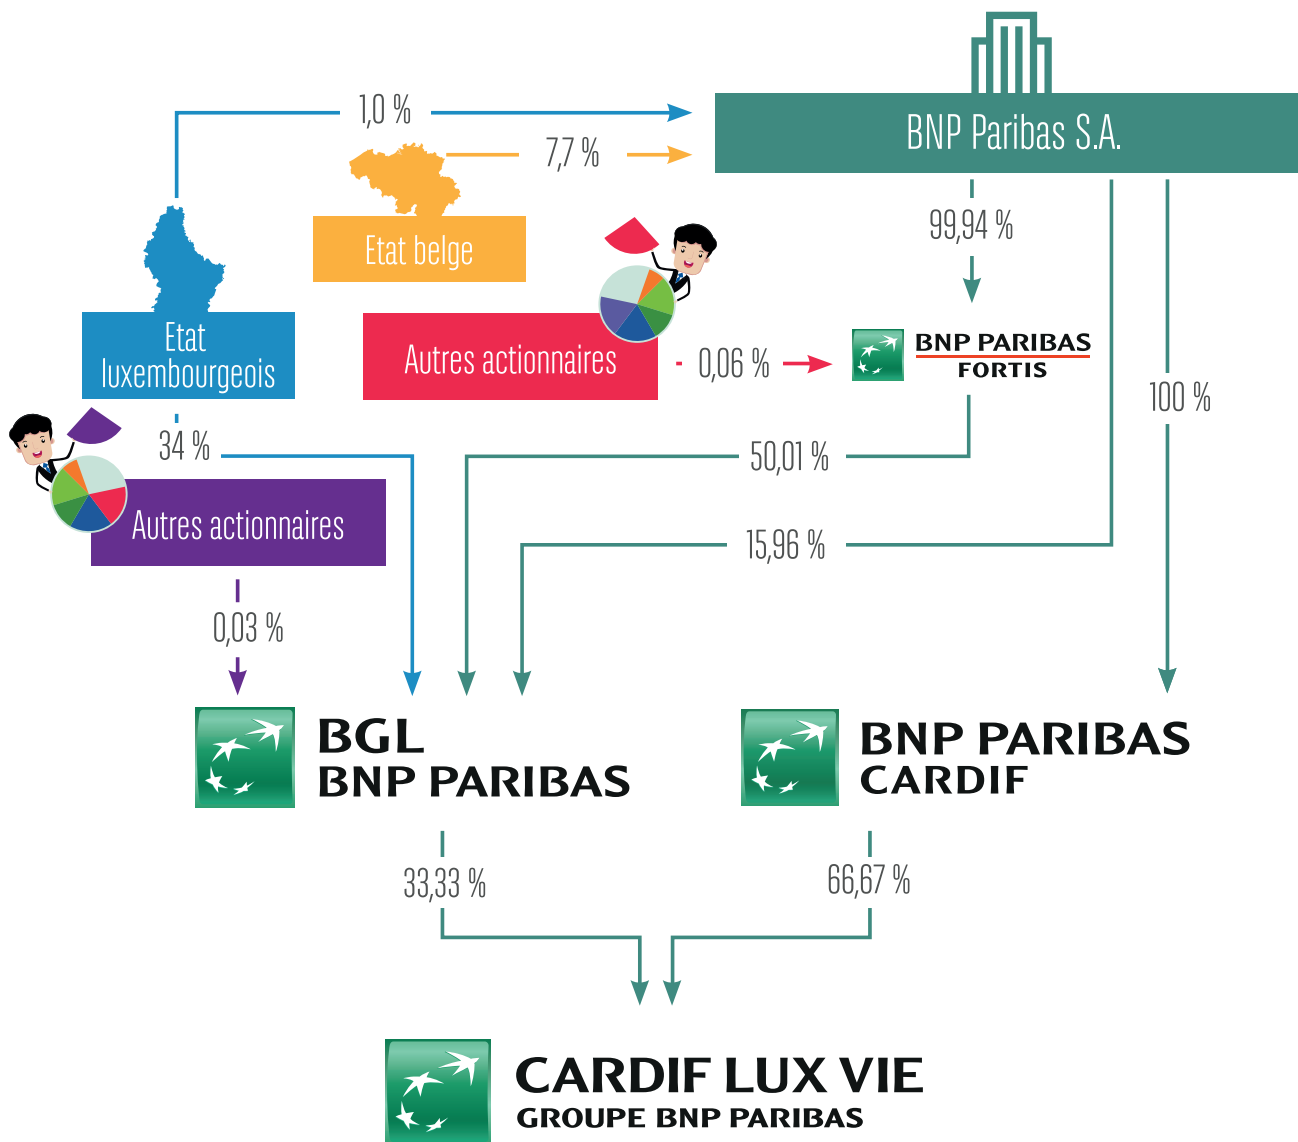 1,0 %
BNP Paribas S.A.
7,7 %
99,94 %
Etat belge
Etat
luxembourgeois
Autres actionnaires
0,06 %
BNP PARIBAS
FORTIS
100 %
34 %
50,01 %
Autres actionnaires
15,96 %
0,03 %
BGL
BNP PARIBAS
BNP PARIBAS
CARDIF
33,33 %
66,67 %
CARDIF LUX VIE
GROUPE BNP PARIBAS